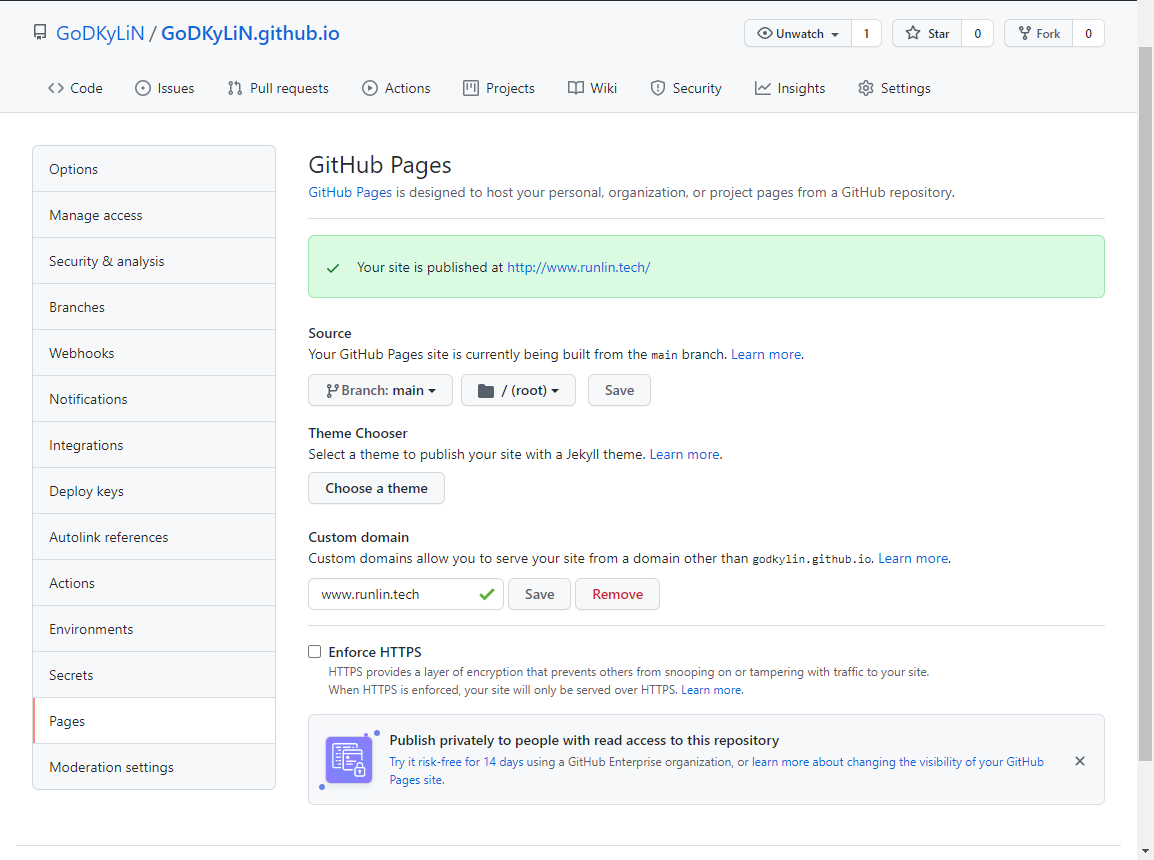 GoDKyLiN / GoDKyLiN.github.io
Unwatch 1 Star 0 Fork 0
Code Issues Pull requests Actions Projects Wiki Security Insights Settings
Options
Manage access
Security & analysis
Branches
Webhooks
Notifications
Integrations
Deploy keys
Autolink references
Actions
Environments
Secrets
Pages
Moderation settings
GitHub Pages
GitHub Pages is designed to host your personal, organization, or project pages from a GitHub repository.
Your site is published at http://www.runlin.tech/
Source
Your GitHub Pages site is currently being built from the main branch. Learn more.
Branch: main / (root) Save
Theme Chooser
Select a theme to publish your site with a Jekyll theme. Learn more.
Choose a theme
Custom domain
Custom domains allow you to serve your site from a domain other than godkylin.github.io. Learn more.
www.runlin.tech Save Remove
Enforce HTTPS
HTTPS provides a layer of encryption that prevents others from snooping on or tampering with traffic to your site.
When HTTPS is enforced, your site will only be served over HTTPS. Learn more.
Publish privately to people with read access to this repository
Try it risk-free for 14 days using a GitHub Enterprise organization, or learn more about changing the visibility of your GitHub
Pages site.